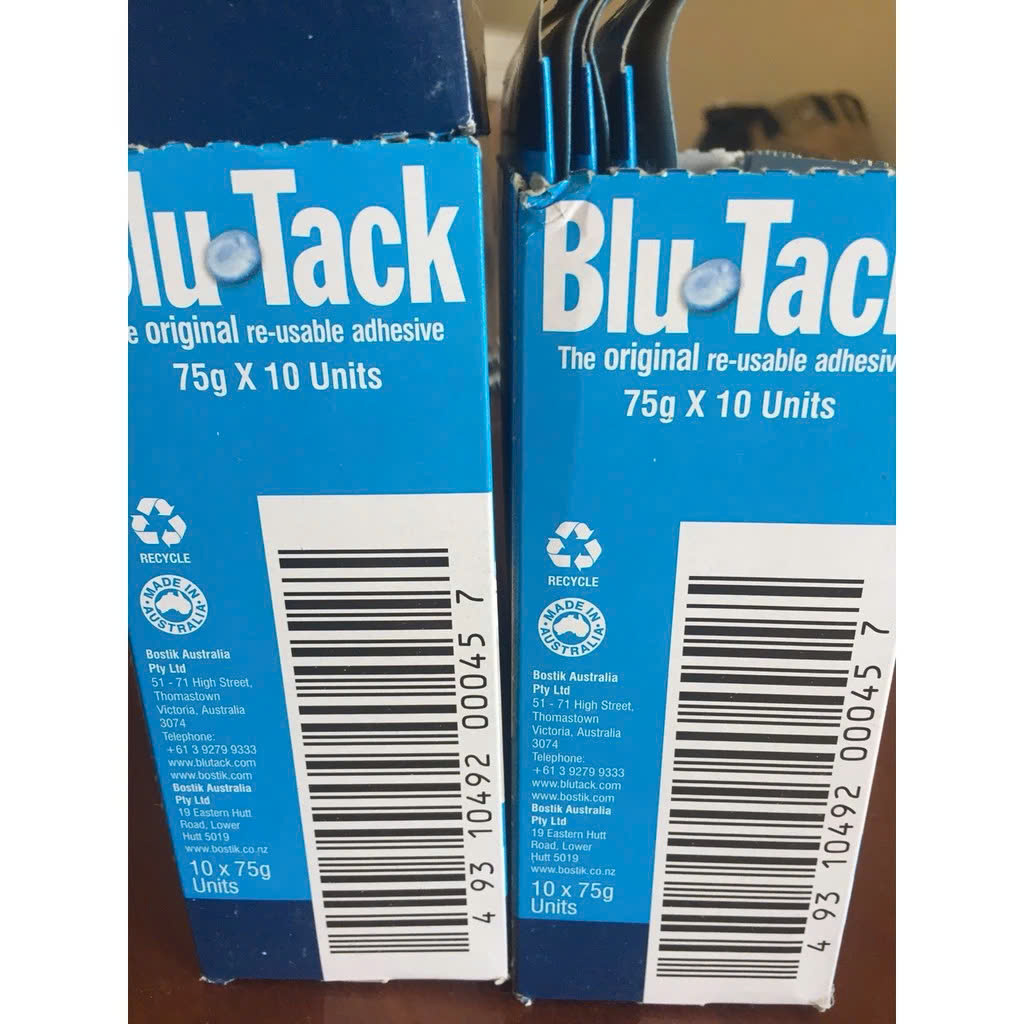 lu Tack
e original re-usable adhesive
75g X 10 Units
RECYCLE
MADE IN AUSTRALIA
Bostik Australia
Pty Ltd
51 - 71 High Street,
Thomastown
Victoria, Australia
3074
Telephone:
+61 3 9279 9333
www.blutack.com
www.bostik.com
Bostik Australia
Pty Ltd
19 Eastern Hutt
Road, Lower
Hutt 5019
www.bostik.co.nz
10 x 75g
Units
4 93 10492 00045 7
Blu Tac
The original re-usable adhesiv
75g X 10 Units
RECYCLE
MADE IN AUSTRALIA
Bostik Australia
Pty Ltd
51 - 71 High Street,
Thomastown
Victoria, Australia
3074
Telephone:
+61 3 9279 9333
www.blutack.com
www.bostik.com
Bostik Australia
Pty Ltd
19 Eastern Hutt
Road, Lower
Hutt 5019
www.bostik.co.nz
10 x 75g
Units
4 93 10492 00045 7